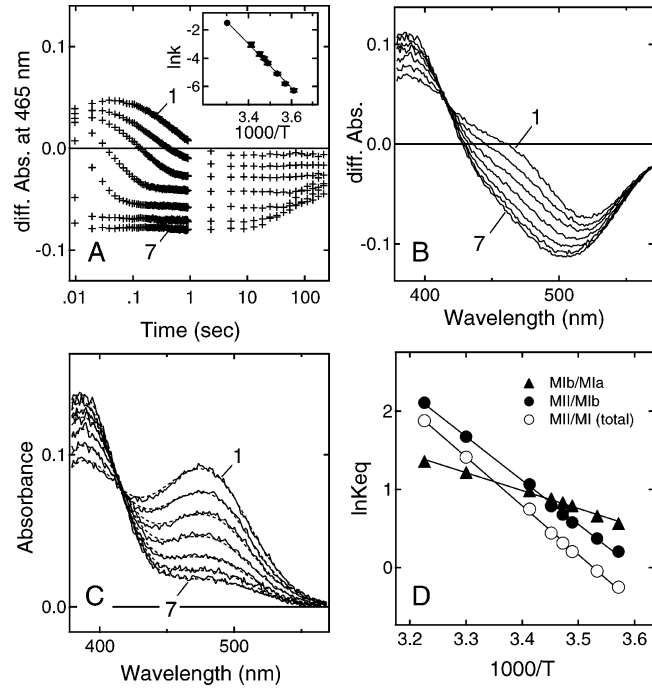 diff. Abs. at 465 nm
0.1
0.0
-0.1
1
7
A
.01
.1
1
10
100
Time (sec)
lnk
-2
-4
-6
3.4
3.6
1000/T
diff. Abs.
0.1
0.0
-0.1
1
7
B
400
500
Wavelength (nm)
Absorbance
0.1
0.0
1
7
C
400
500
Wavelength (nm)
lnKeq
2
1
0
MIb/MIa
MII/MIb
MII/MI (total)
D
3.2
3.3
3.4
3.5
3.6
1000/T